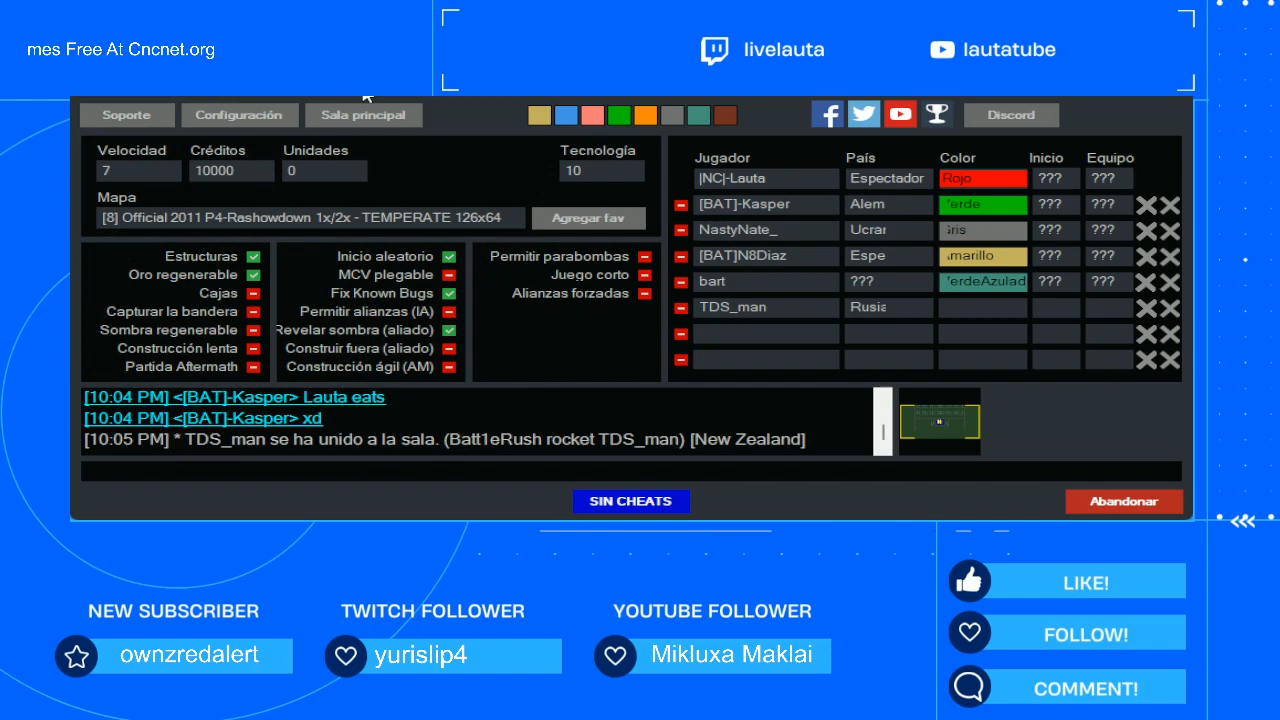 mes Free At Cncnet.org
livelauta
lautatube
Soporte
Configuración
Sala principal
Discord
Velocidad
Créditos
Unidades
Tecnología
7
10000
0
10
Mapa
[8] Official 2011 P4-Rashowdown 1x/2x - TEMPERATE 126x64
Agregar fav
Jugador País Color Inicio Equipo
|NC|-Lauta Espectador Rojo ??? ???
[BAT]-Kasper Alem 'erde ??? ???
NastyNate_ Ucrar iris ??? ???
[BAT]N8Diaz Espe marillo ??? ???
bart ??? 'erdeAzulad ??? ???
TDS_man Rusia
Estructuras
Oro regenerable
Cajas
Capturar la bandera
Sombra regenerable
Construcción lenta
Partida Aftermath
Inicio aleatorio
MCV plegable
Fix Known Bugs
Permitir alianzas (IA)
Revelar sombra (aliado)
Construir fuera (aliado)
Construcción ágil (AM)
Permitir parabombas
Juego corto
Alianzas forzadas
[10:04 PM] <[BAT]-Kasper> Lauta eats
[10:04 PM] <[BAT]-Kasper> xd
[10:05 PM] * TDS_man se ha unido a la sala. (Batt1eRush rocket TDS_man) [New Zealand]
SIN CHEATS
Abandonar
NEW SUBSCRIBER
ownzredalert
TWITCH FOLLOWER
yurislip4
YOUTUBE FOLLOWER
Mikluxa Maklai
LIKE!
FOLLOW!
COMMENT!